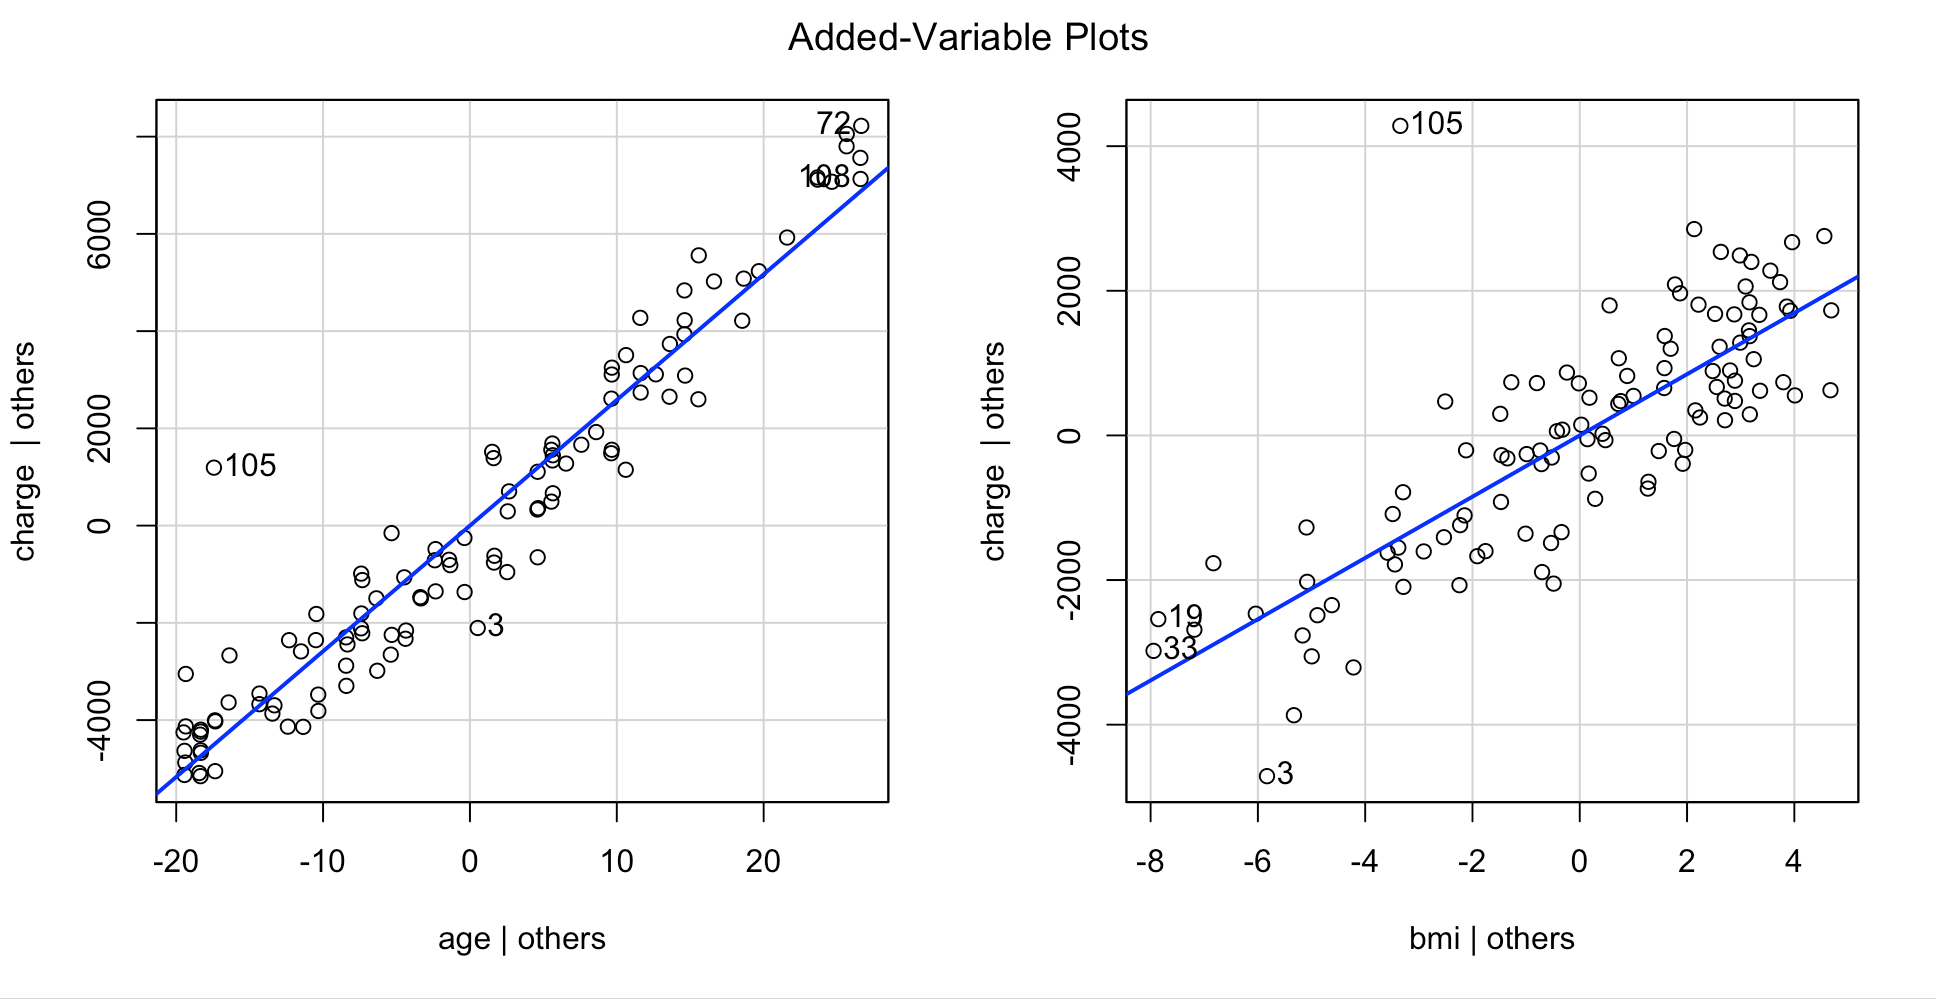 Added-Variable Plots
charge | others
6000
2000
0
-4000
72
108
105
3
-20 -10 0 10 20
age | others
charge | others
4000
2000
0
-2000
-4000
105
19
33
3
-8 -6 -4 -2 0 2 4
bmi | others